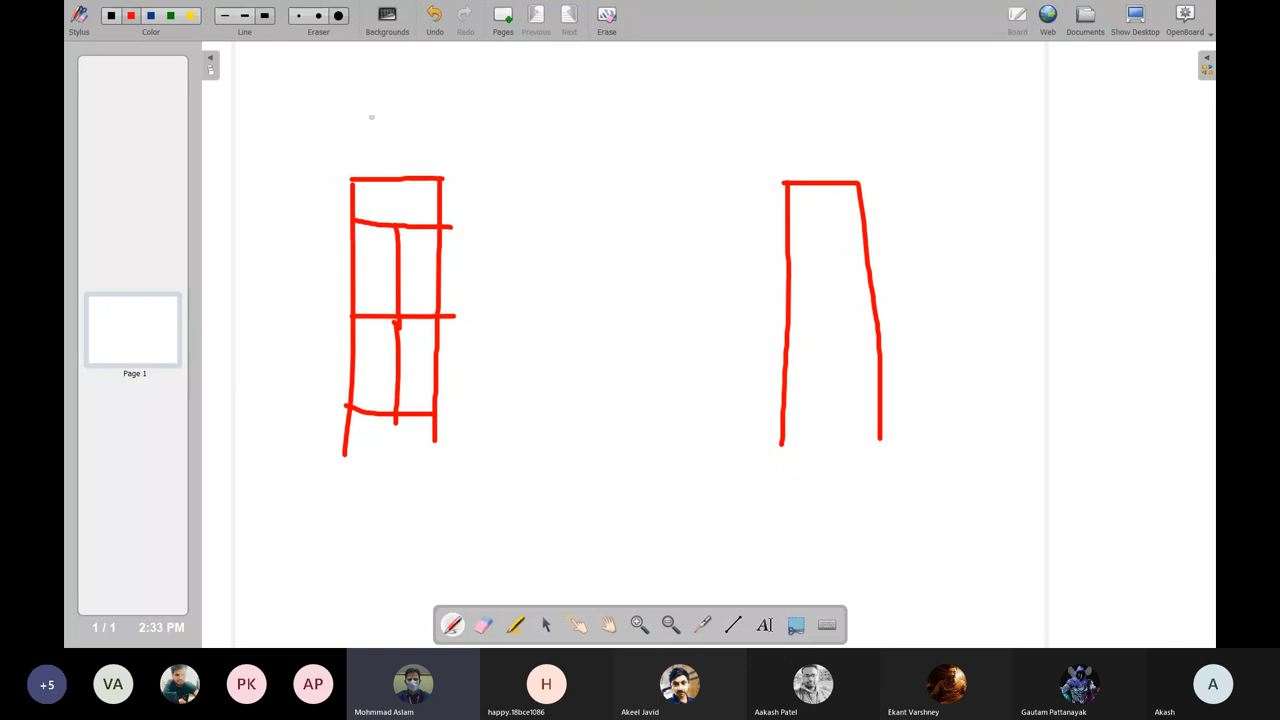 Stylus Color Line Eraser Backgrounds Undo Redo Pages Previous Next Erase Board Web Documents Show Desktop OpenBoard
Page 1
AI
1 / 1 2:33 PM
+5 VA PK AP H A
Mohmmad Aslam happy.18bce1086 Akeel Javid Aakash Patel Ekant Varshney Gautam Pattanayak Akash